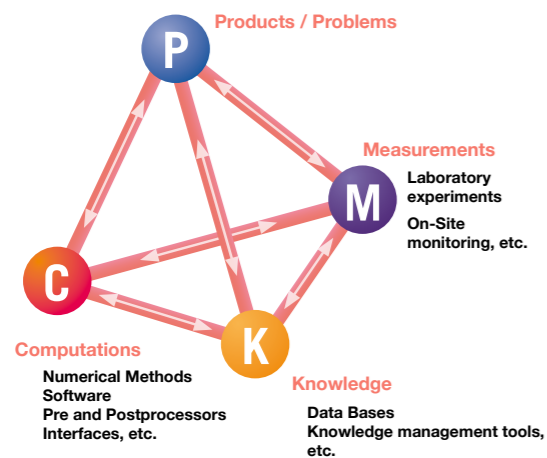 Products / Problems
P
Measurements
Laboratory
experiments
On-Site
monitoring, etc.
M
C
K
Computations
Numerical Methods
Software
Pre and Postprocessors
Interfaces, etc.
Knowledge
Data Bases
Knowledge management tools,
etc.